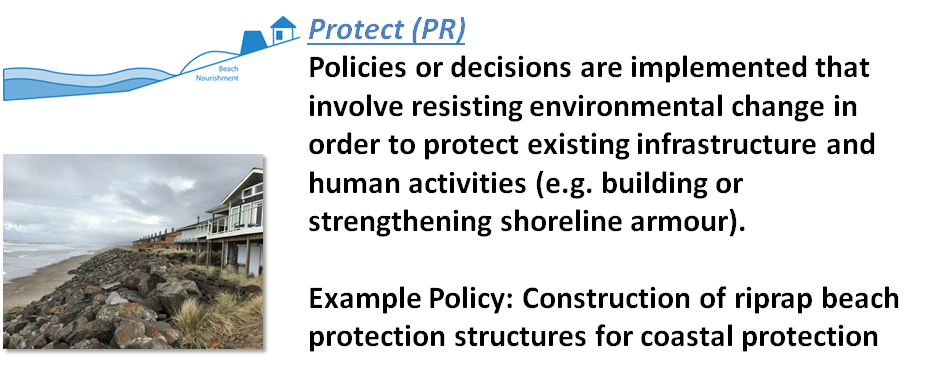 Protect (PR)
Beach
Nourishment
Policies or decisions are implemented that
involve resisting environmental change in
order to protect existing infrastructure and
human activities (e.g. building or
strengthening shoreline armour).
Example Policy: Construction of riprap beach
protection structures for coastal protection